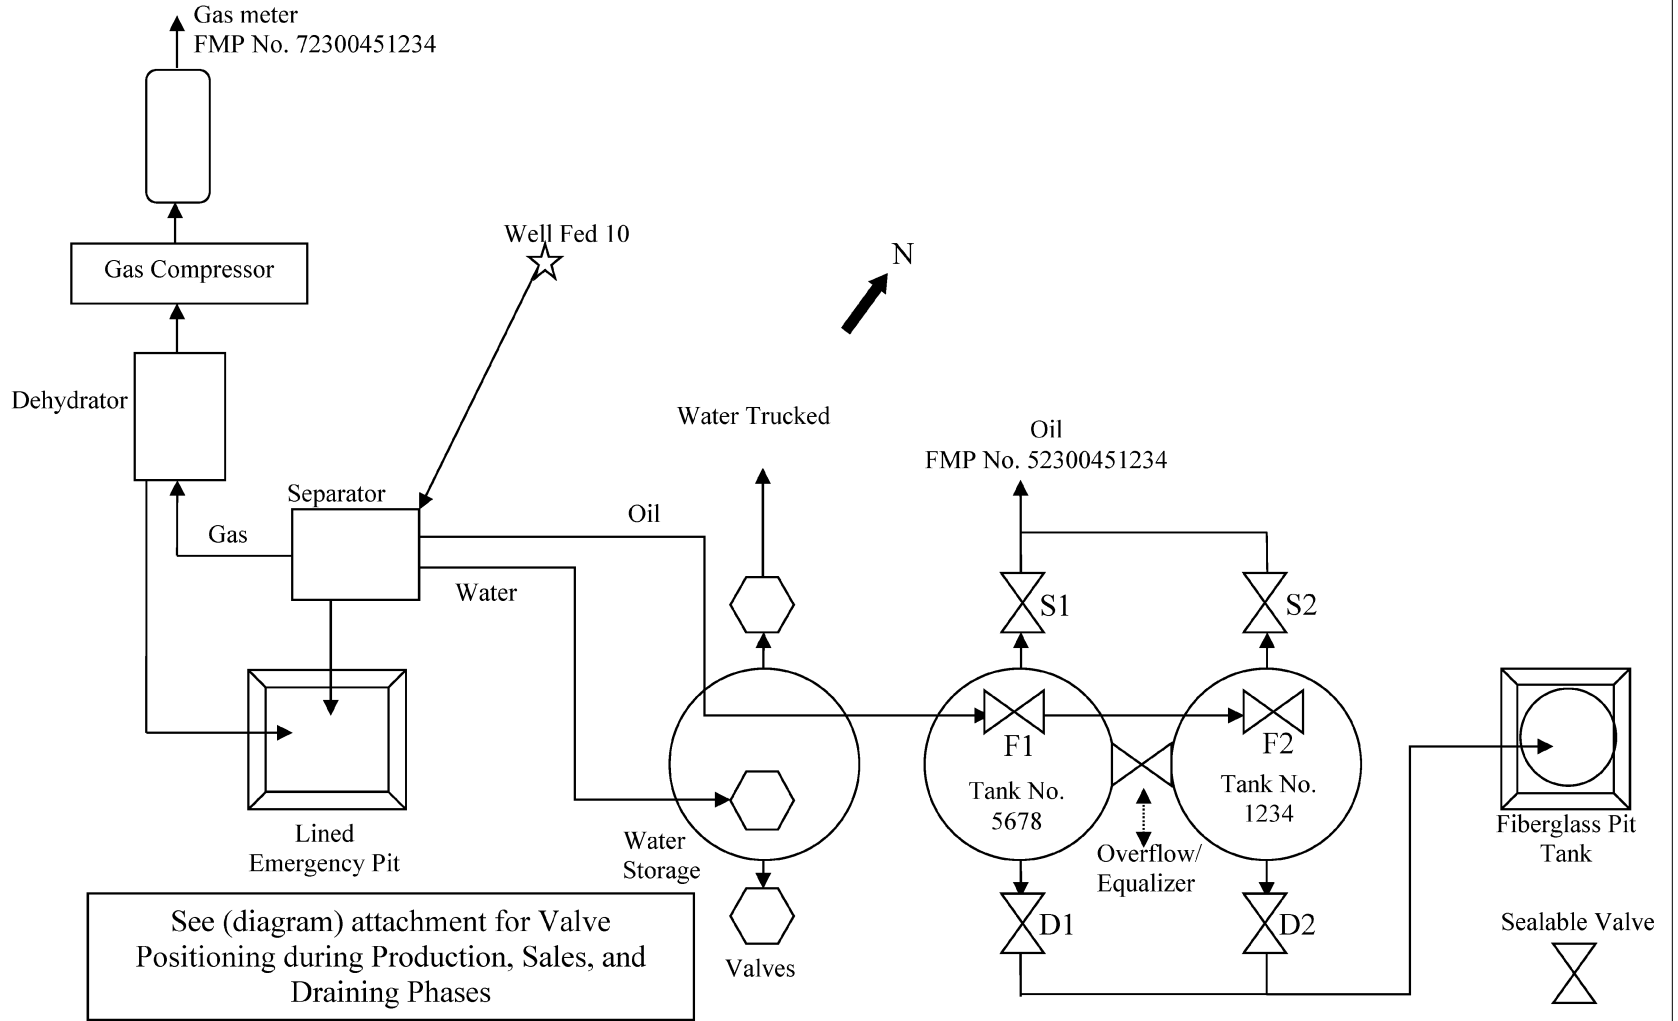 Gas meter
FMP No. 72300451234
Well Fed 10
N
Gas Compressor
Dehydrator
Water Trucked
Oil
FMP No. 52300451234
Separator
Oil
Gas
Water
S1
S2
F1
F2
Tank No.
5678
Tank No.
1234
Lined
Emergency Pit
Water
Storage
Overflow/
Equalizer
Fiberglass Pit
Tank
See (diagram) attachment for Valve
Positioning during Production, Sales, and
Draining Phases
Valves
D1
D2
Sealable Valve